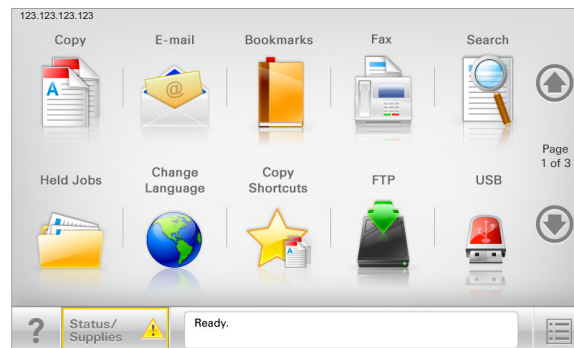 123.123.123.123
Copy
E-mail
Bookmarks
Fax
Search
A
A
@
Page
1 of 3
Held Jobs
Change
Language
Copy
Shortcuts
FTP
USB
A
?
Status/
Supplies
!
Ready.